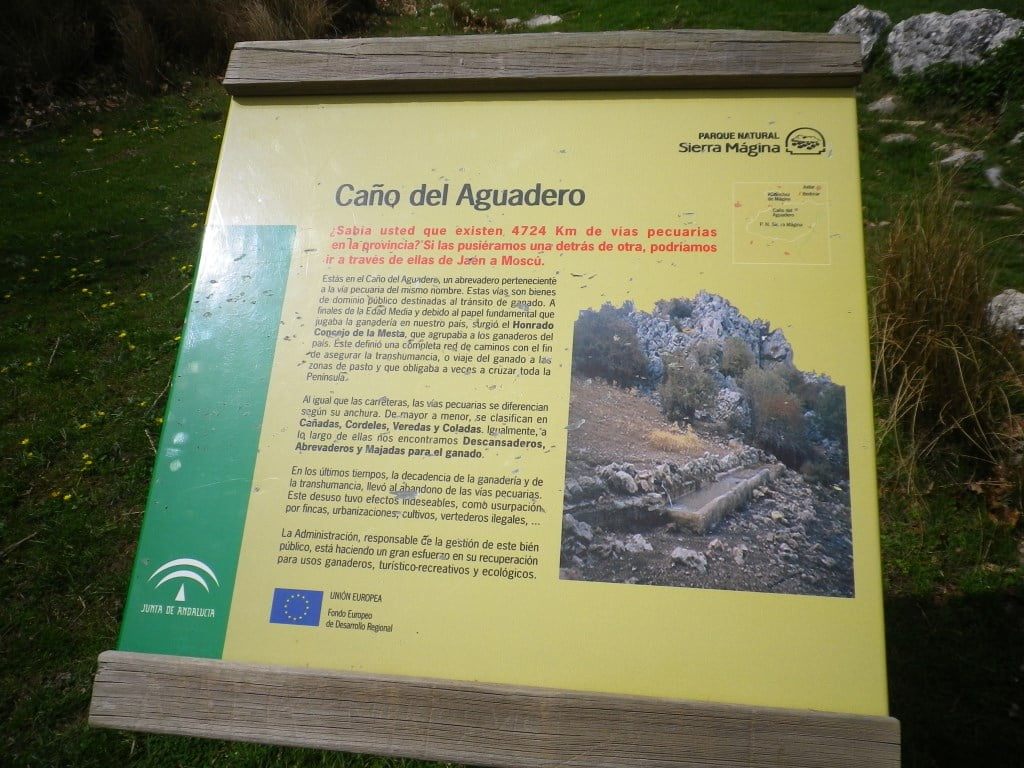 PARQUE NATURAL
Sierra Mágina
Caño del Aguadero
¿Sabía usted que existen 4724 Km de vías pecuarias
en la provincia? Si las pusiéramos una detrás de otra, podríamos
ir a través de ellas de Jaén a Moscú.
Caño del
Aguadero
Estás en el Caño del Aguadero, un abrevadero perteneciente
a la vía pecuaria del mismo nombre. Estas vías son bienes
de dominio público destinadas al tránsito de ganado. A
finales de la Edad Media y debido al papel fundamental que
jugaba la ganadería en nuestro país, surgió el Honrado
Concejo de la Mesta, que agrupaba a los ganaderos del
país. Este definió una completa red de caminos con el fin
de asegurar la transhumancia, o viaje del ganado a las
zonas de pasto y que obligaba a veces a cruzar toda la
Península.
Al igual que las carreteras, las vías pecuarias se diferencian
según su anchura. De mayor a menor, se clasifican en
Cañadas, Cordeles, Veredas y Coladas. Igualmente, a
lo largo de ellas nos encontramos Descansaderos,
Abrevaderos y Majadas para el ganado.
En los últimos tiempos, la decadencia de la ganadería y de
la transhumancia, llevó al abandono de las vías pecuarias.
Este desuso tuvo efectos indeseables, como usurpación
por fincas, urbanizaciones, cultivos, vertederos ilegales, ...
La Administración, responsable de la gestión de este bién
público, está haciendo un gran esfuerzo en su recuperación
para usos ganaderos, turístico-recreativos y ecológicos.
JUNTA DE ANDALUCIA
UNIÓN EUROPEA
Fondo Europeo
de Desarrollo Regional